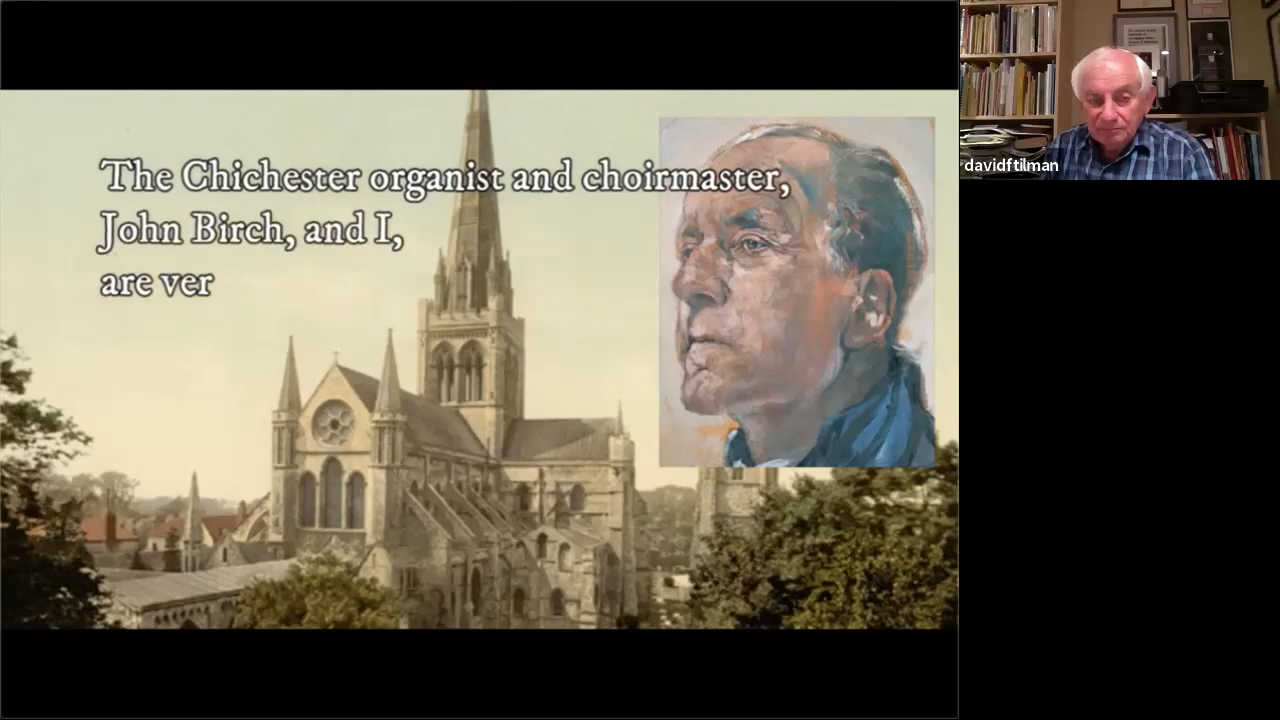 The Chichester organist and choirmaster,
John Birch, and I,
are ver
davidftilman